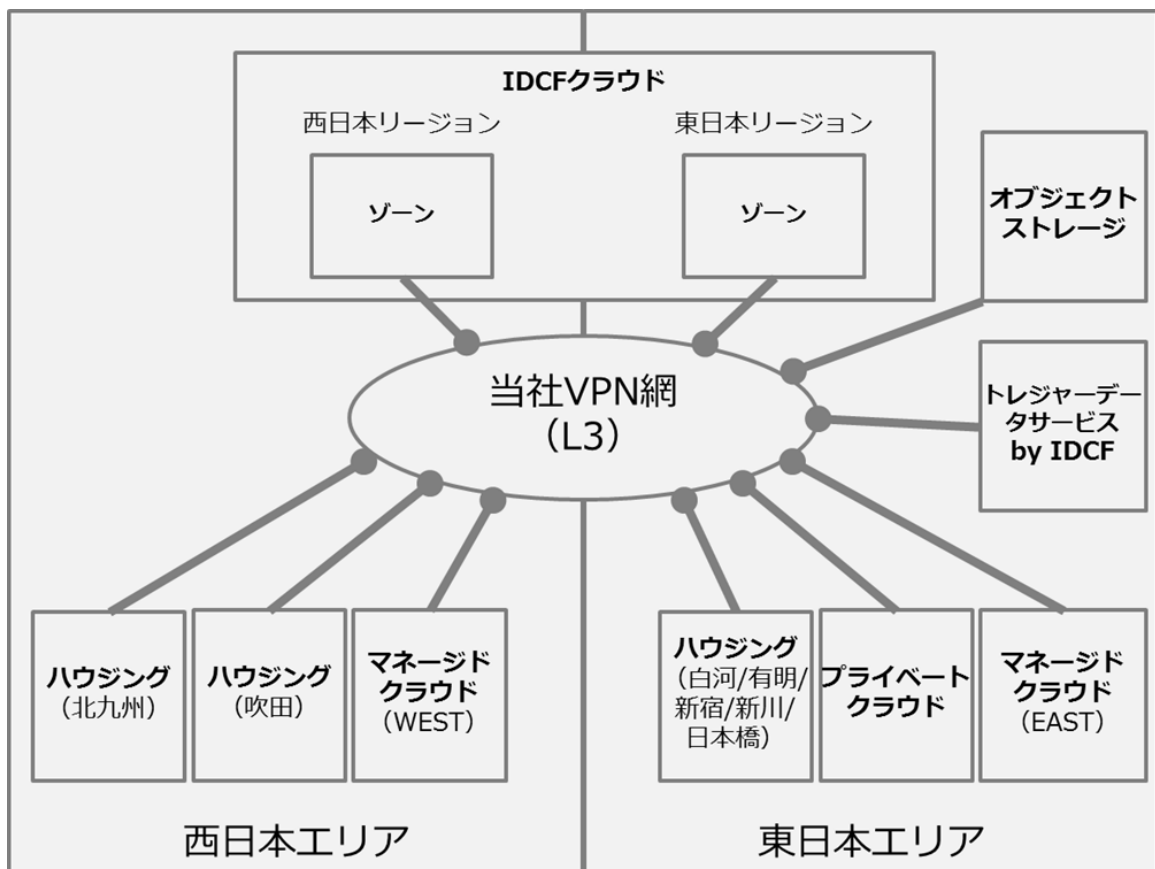 IDCFクラウド
西日本リージョン
東日本リージョン
ゾーン
ゾーン
オブジェクト
ストレージ
当社VPN網
（L3）
トレジャーデー
タサービス
by IDCF
ハウジング
（北九州）
ハウジング
（吹田）
マネージド
クラウド
（WEST）
ハウジング
（白河/有明/
新宿/新川/
日本橋）
プライベート
クラウド
マネージド
クラウド
（EAST）
西日本エリア
東日本エリア